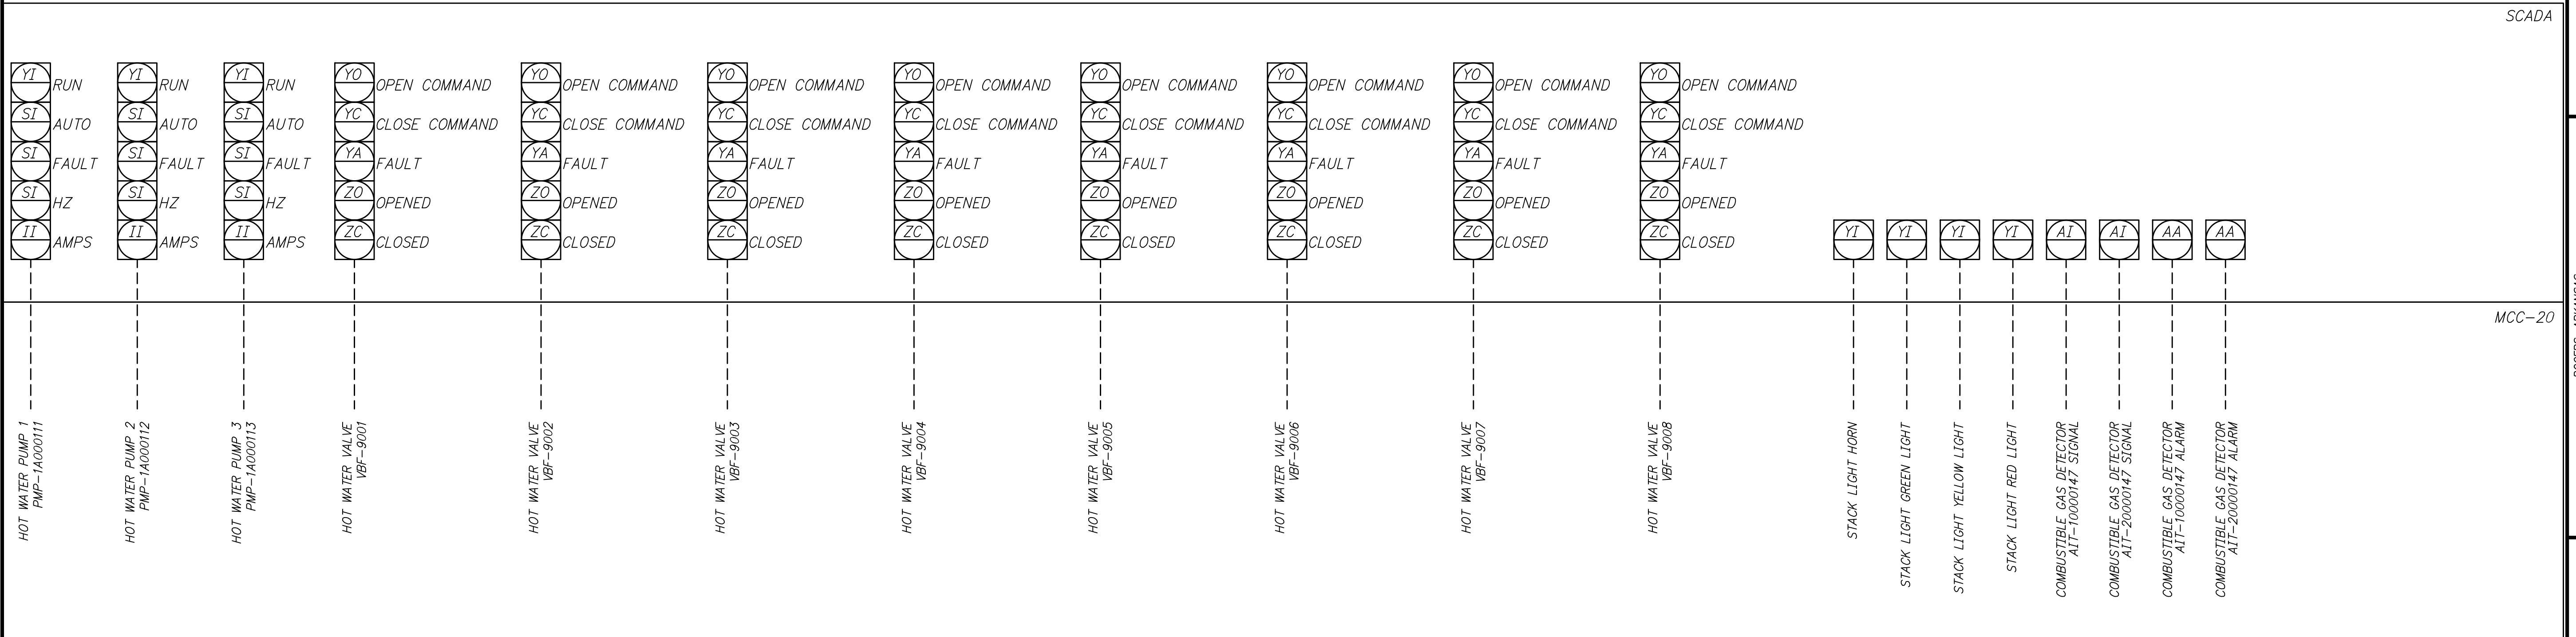 SCADA
YI RUN YI RUN YI RUN YO OPEN COMMAND YO OPEN COMMAND YO OPEN COMMAND YO OPEN COMMAND YO OPEN COMMAND YO OPEN COMMAND YO OPEN COMMAND YO OPEN COMMAND
SI AUTO SI AUTO SI AUTO YC CLOSE COMMAND YC CLOSE COMMAND YC CLOSE COMMAND YC CLOSE COMMAND YC CLOSE COMMAND YC CLOSE COMMAND YC CLOSE COMMAND YC CLOSE COMMAND
SI FAULT SI FAULT SI FAULT YA FAULT YA FAULT YA FAULT YA FAULT YA FAULT YA FAULT YA FAULT YA FAULT
SI HZ SI HZ SI HZ ZO OPENED ZO OPENED ZO OPENED ZO OPENED ZO OPENED ZO OPENED ZO OPENED ZO OPENED
II AMPS II AMPS II AMPS ZC CLOSED ZC CLOSED ZC CLOSED ZC CLOSED ZC CLOSED ZC CLOSED ZC CLOSED ZC CLOSED YI YI YI YI AI AI AA AA
MCC-20
HOT WATER PUMP 1
PMP-1A000111
HOT WATER PUMP 2
PMP-1A000112
HOT WATER PUMP 3
PMP-1A000113
HOT WATER VALVE
VBF-9001
HOT WATER VALVE
VBF-9002
HOT WATER VALVE
VBF-9003
HOT WATER VALVE
VBF-9004
HOT WATER VALVE
VBF-9005
HOT WATER VALVE
VBF-9006
HOT WATER VALVE
VBF-9007
HOT WATER VALVE
VBF-9008
STACK LIGHT HORN
STACK LIGHT GREEN LIGHT
STACK LIGHT YELLOW LIGHT
STACK LIGHT RED LIGHT
COMBUSTIBLE GAS DETECTOR
AIT-10000147 SIGNAL
COMBUSTIBLE GAS DETECTOR
AIT-20000147 SIGNAL
COMBUSTIBLE GAS DETECTOR
AIT-10000147 ALARM
COMBUSTIBLE GAS DETECTOR
AIT-20000147 ALARM